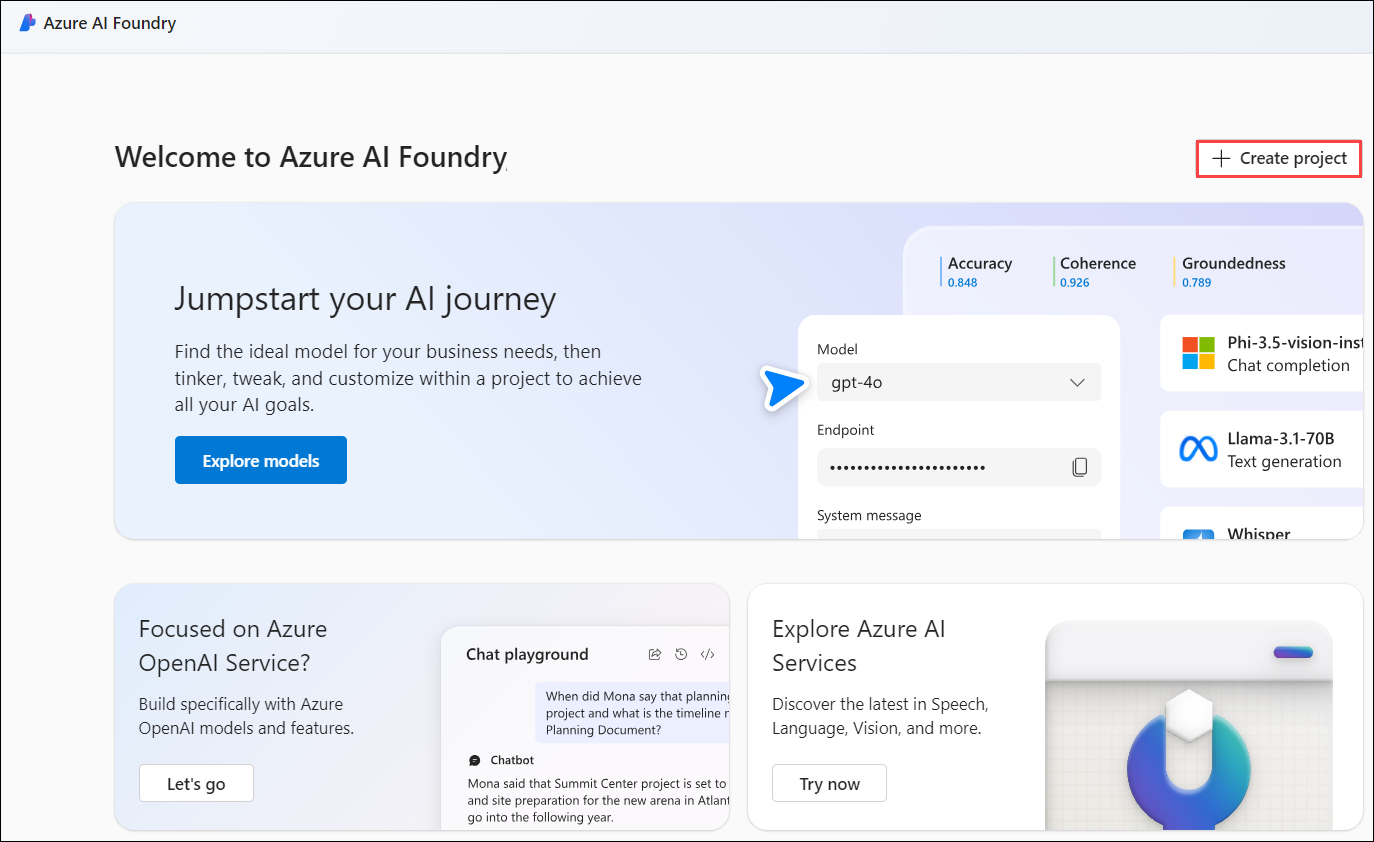 Azure AI Foundry
Welcome to Azure AI Foundry
Create project
Jumpstart your AI journey
Find the ideal model for your business needs, then
tinker, tweak, and customize within a project to achieve
all your AI goals.
Explore models
Accuracy
0.848
Coherence
0.926
Groundedness
0.789
Model
gpt-4o
Endpoint
••••••••••••••••••••••••
System message
Phi-3.5-vision-inst
Chat completion
Llama-3.1-70B
Text generation
Whisper
Focused on Azure
OpenAI Service?
Build specifically with Azure
OpenAI models and features.
Let's go
Chat playground
When did Mona say that planning
project and what is the timeline
Planning Document?
Chatbot
Mona said that Summit Center project is set to
and site preparation for the new arena in Atlant
go into the following year.
Explore Azure AI
Services
Discover the latest in Speech,
Language, Vision, and more.
Try now